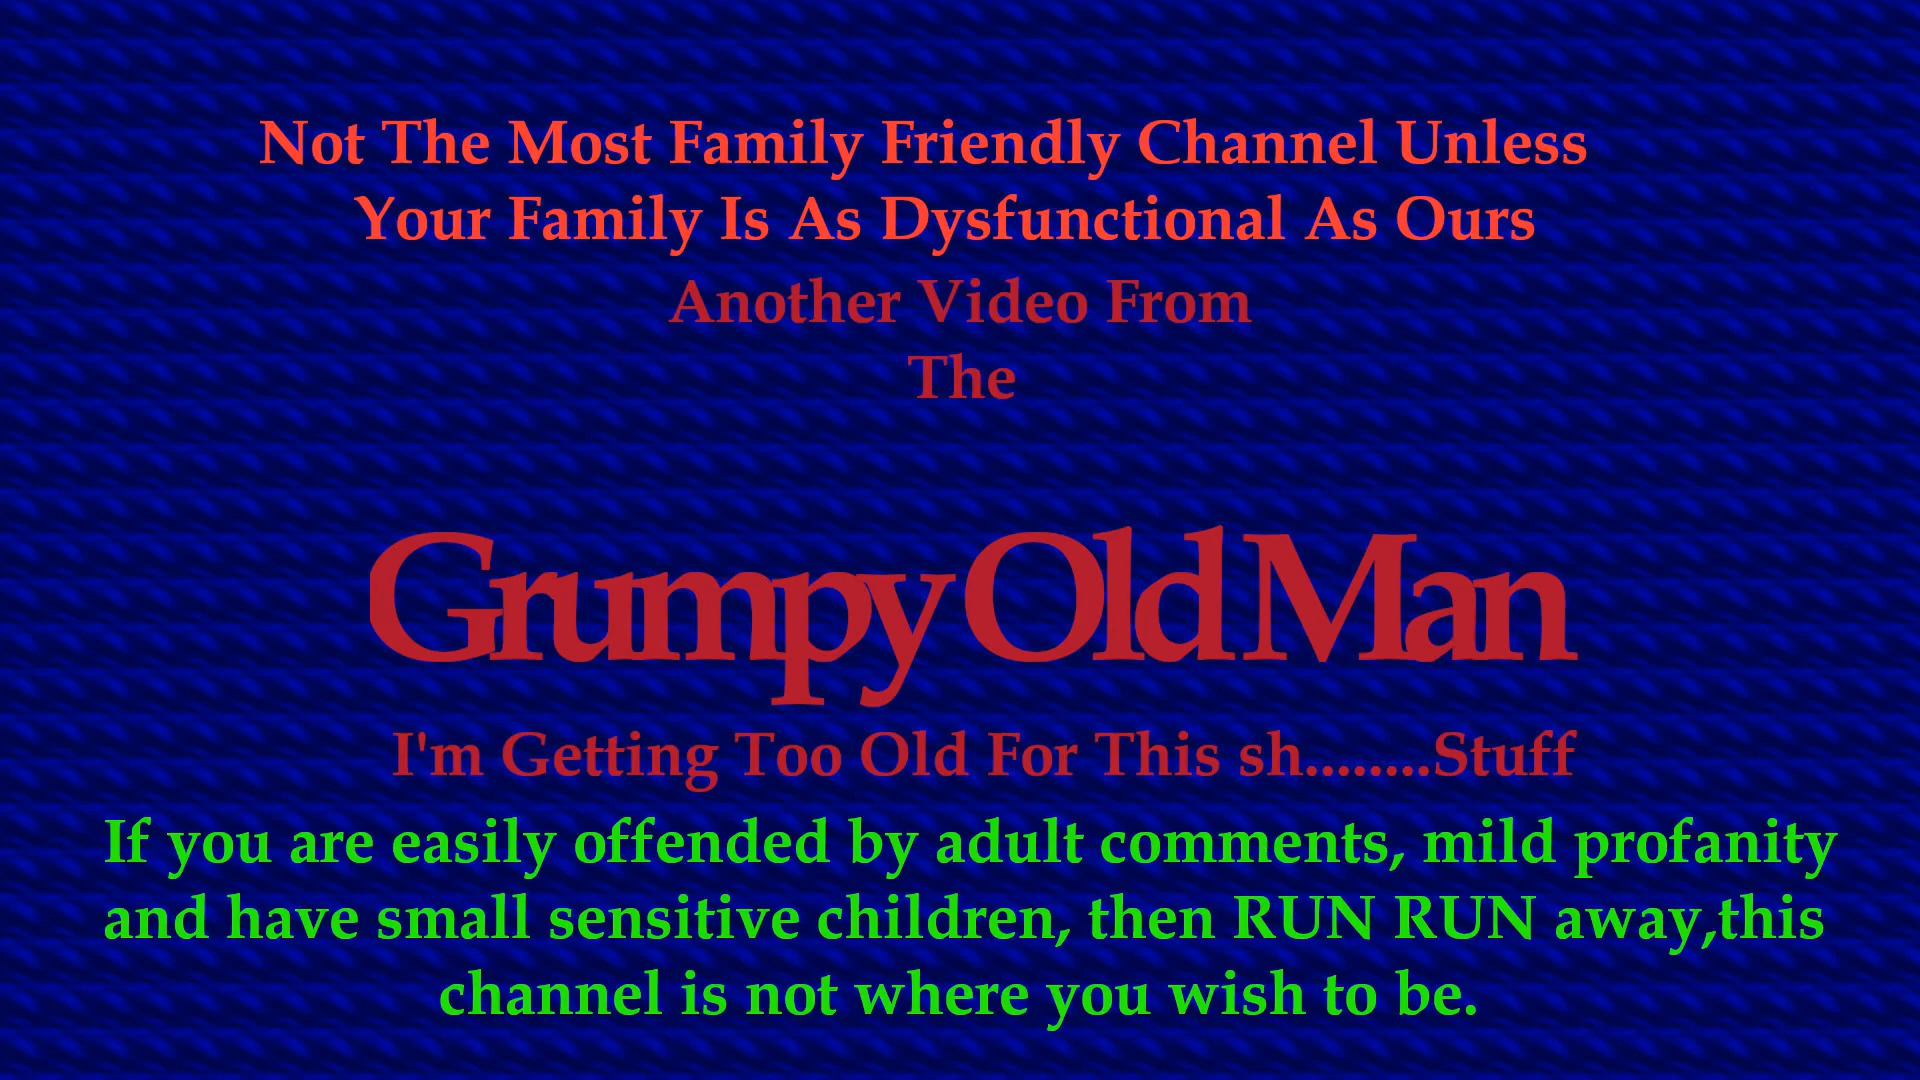 Not The Most Family Friendly Channel Unless
Your Family Is As Dysfunctional As Ours
Another Video From
The
Grumpy Old Man
I'm Getting Too Old For This sh........Stuff
If you are easily offended by adult comments, mild profanity
and have small sensitive children, then RUN RUN away,this
channel is not where you wish to be.